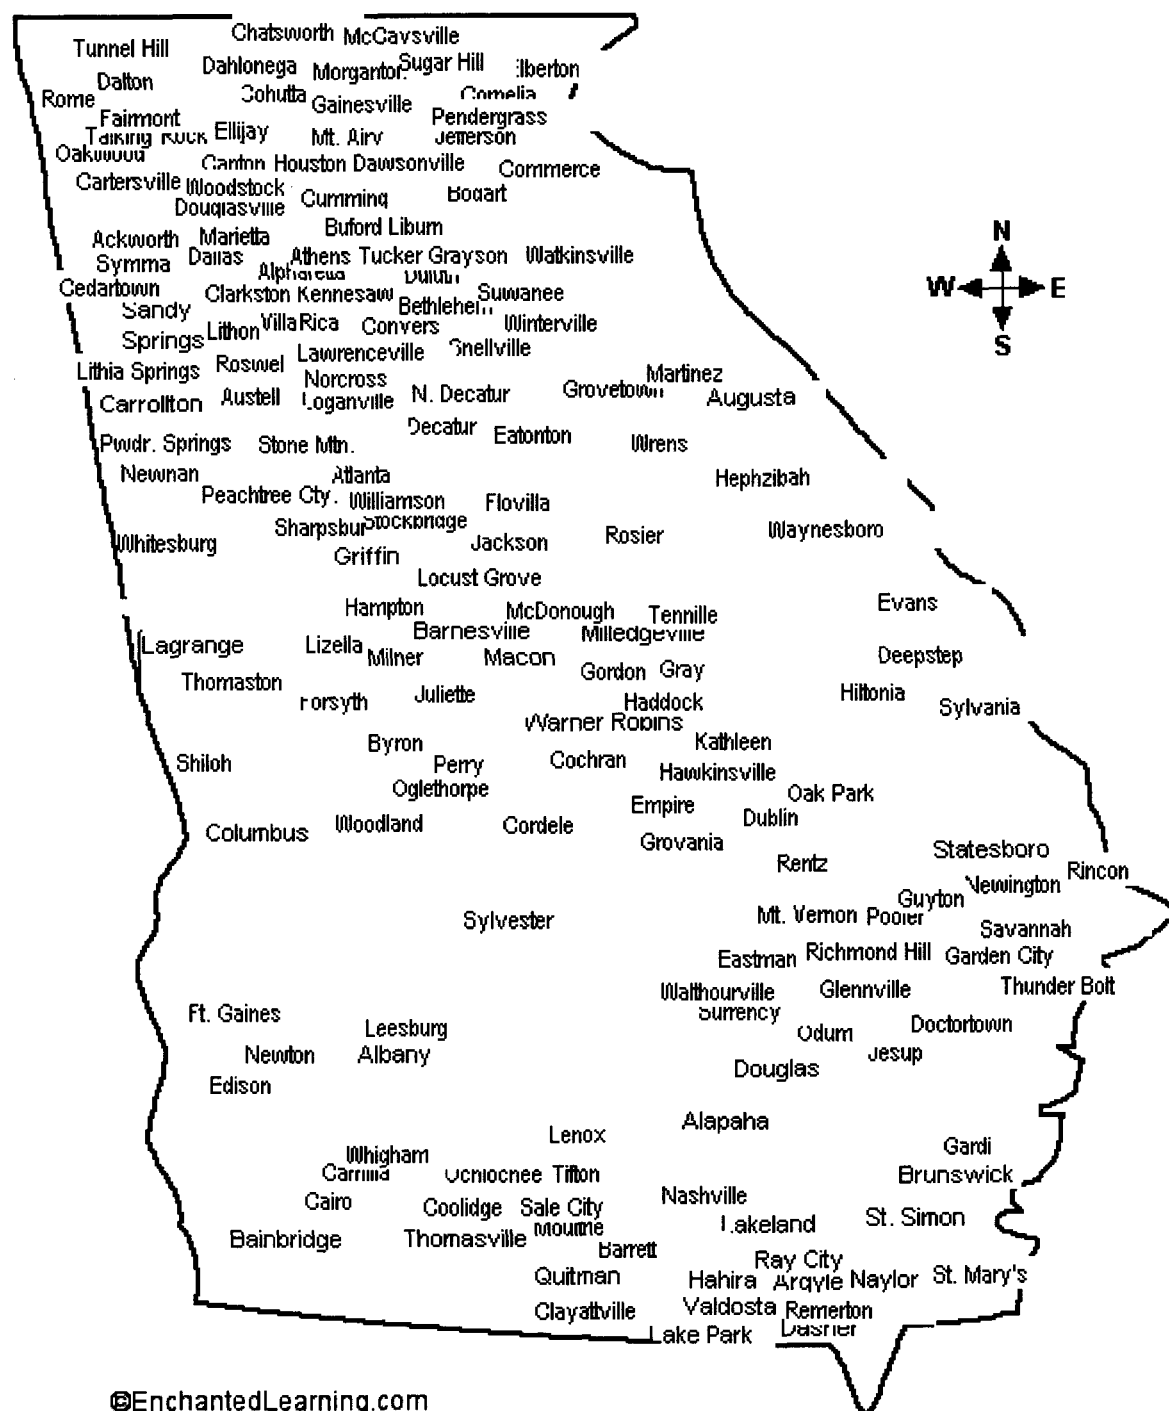 Chatsworth McCaysville
Tunnel Hill
Dahlonega Morganton Sugar Hill Elberton
Dalton
Rome Cohutta Gainesville Cornelia
Fairmont Pendergrass
Talking Rock Ellijay Mt. Airy Jefferson
Oakwood Canton Houston Dawsonville Commerce
Cartersville Woodstock Cumming Bogart
Douglasville
Buford Liburn
Ackworth Marietta
Symma Dallas Athens Tucker Grayson Watkinsville
Alpharetta Duluth
Cedartown Clarkston Kennesaw Suwanee
Bethlehem
Sandy
Springs Lithon Villa Rica Convers Winterville
Lawrenceville Snellville
Lithia Springs Roswel
Norcross Martinez
Carrollton Austell Loganville N. Decatur Grovetown Augusta
Decatur Eatonton
Pwdr. Springs Stone Mtn. Wrens
Newnan Atlanta Hephzibah
Peachtree Cty. Williamson Flovilla
Sharpsbur Stockbridge Waynesboro
Whitesburg Jackson Rosier
Griffin
Locust Grove
Hampton McDonough Tennille Evans
Barnesville Milledgeville
Lagrange Lizella Milner Macon Deepstep
Gordon Gray
Thomaston Juliette Hiltonia
Forsyth Haddock Sylvania
Warner Robins
Byron Kathleen
Shiloh Perry Cochran Hawkinsville
Oglethorpe Oak Park
Empire
Columbus Woodland Cordele Dublin
Grovania Statesboro
Rentz Rincon
Newington
Guyton
Sylvester Mt. Vernon Pooler Savannah
Eastman Richmond Hill Garden City
Walthourville Glennville Thunder Bolt
Ft. Gaines Surrency
Leesburg Odum Doctortown
Newton Albany Jesup
Edison Douglas
Alapaha
Lenox Gardi
Whigham
Camilla Ochlocnee Tifton Brunswick
Cairo Coolidge Sale City Nashville
Lakeland St. Simon
Bainbridge Thomasville Moultrie
Barrett Ray City
Quitman Hahira Argyle Naylor St. Mary's
Clayattville Valdosta Remerton
Lake Park Dasher
N
W E
S
©EnchantedLearning.com